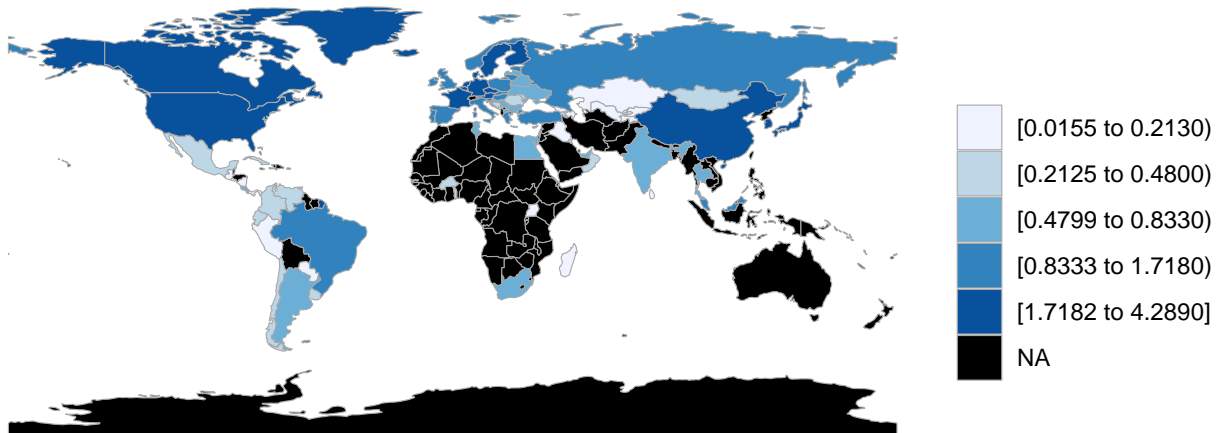 [0.0155 to 0.2130)
[0.2125 to 0.4800)
[0.4799 to 0.8330)
[0.8333 to 1.7180)
[1.7182 to 4.2890]
NA